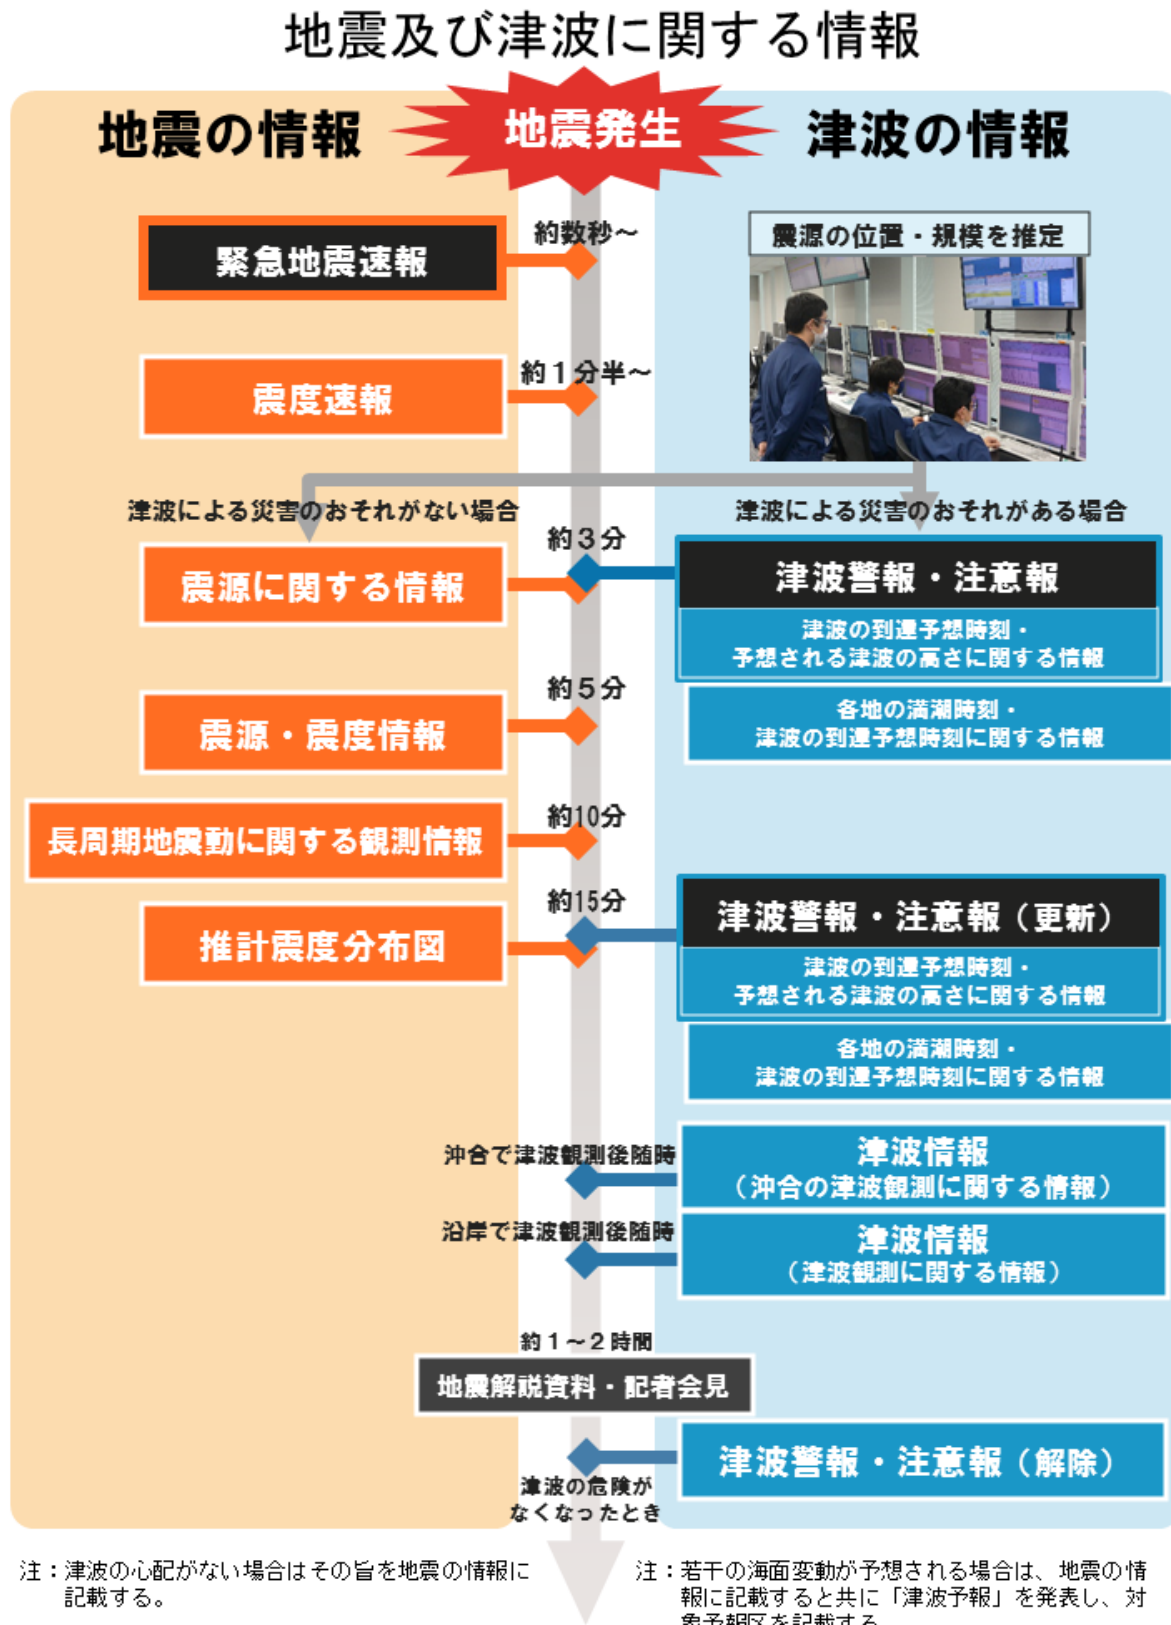 地震及び津波に関する情報
地震の情報
地震発生
津波の情報
約数秒～
緊急地震速報
震源の位置・規模を推定
約１分半～
震度速報
津波による災害のおそれがない場合
津波による災害のおそれがある場合
約３分
震源に関する情報
津波警報・注意報
津波の到達予想時刻・
予想される津波の高さに関する情報
約５分
震源・震度情報
各地の満潮時刻・
津波の到達予想時刻に関する情報
約10分
長周期地震動に関する観測情報
約15分
推計震度分布図
津波警報・注意報（更新）
津波の到達予想時刻・
予想される津波の高さに関する情報
各地の満潮時刻・
津波の到達予想時刻に関する情報
沖合で津波観測後随時
津波情報
（沖合の津波観測に関する情報）
沿岸で津波観測後随時
津波情報
（津波観測に関する情報）
約１～２時間
地震解説資料・記者会見
津波警報・注意報（解除）
津波の危険が
なくなったとき
注：津波の心配がない場合はその旨を地震の情報に
記載する。
注：若干の海面変動が予想される場合は、地震の情
報に記載すると共に「津波予報」を発表し、対
象予報区を記載する